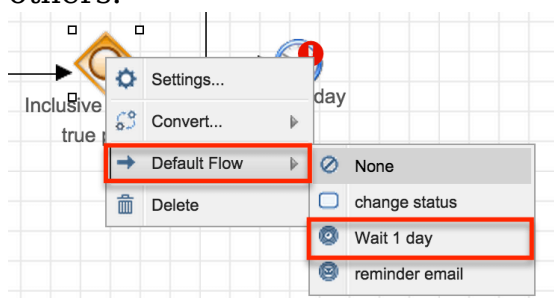 others.
Settings...
day
Inclusive
Convert...
true
Default Flow
None
Delete
change status
Wait 1 day
reminder email